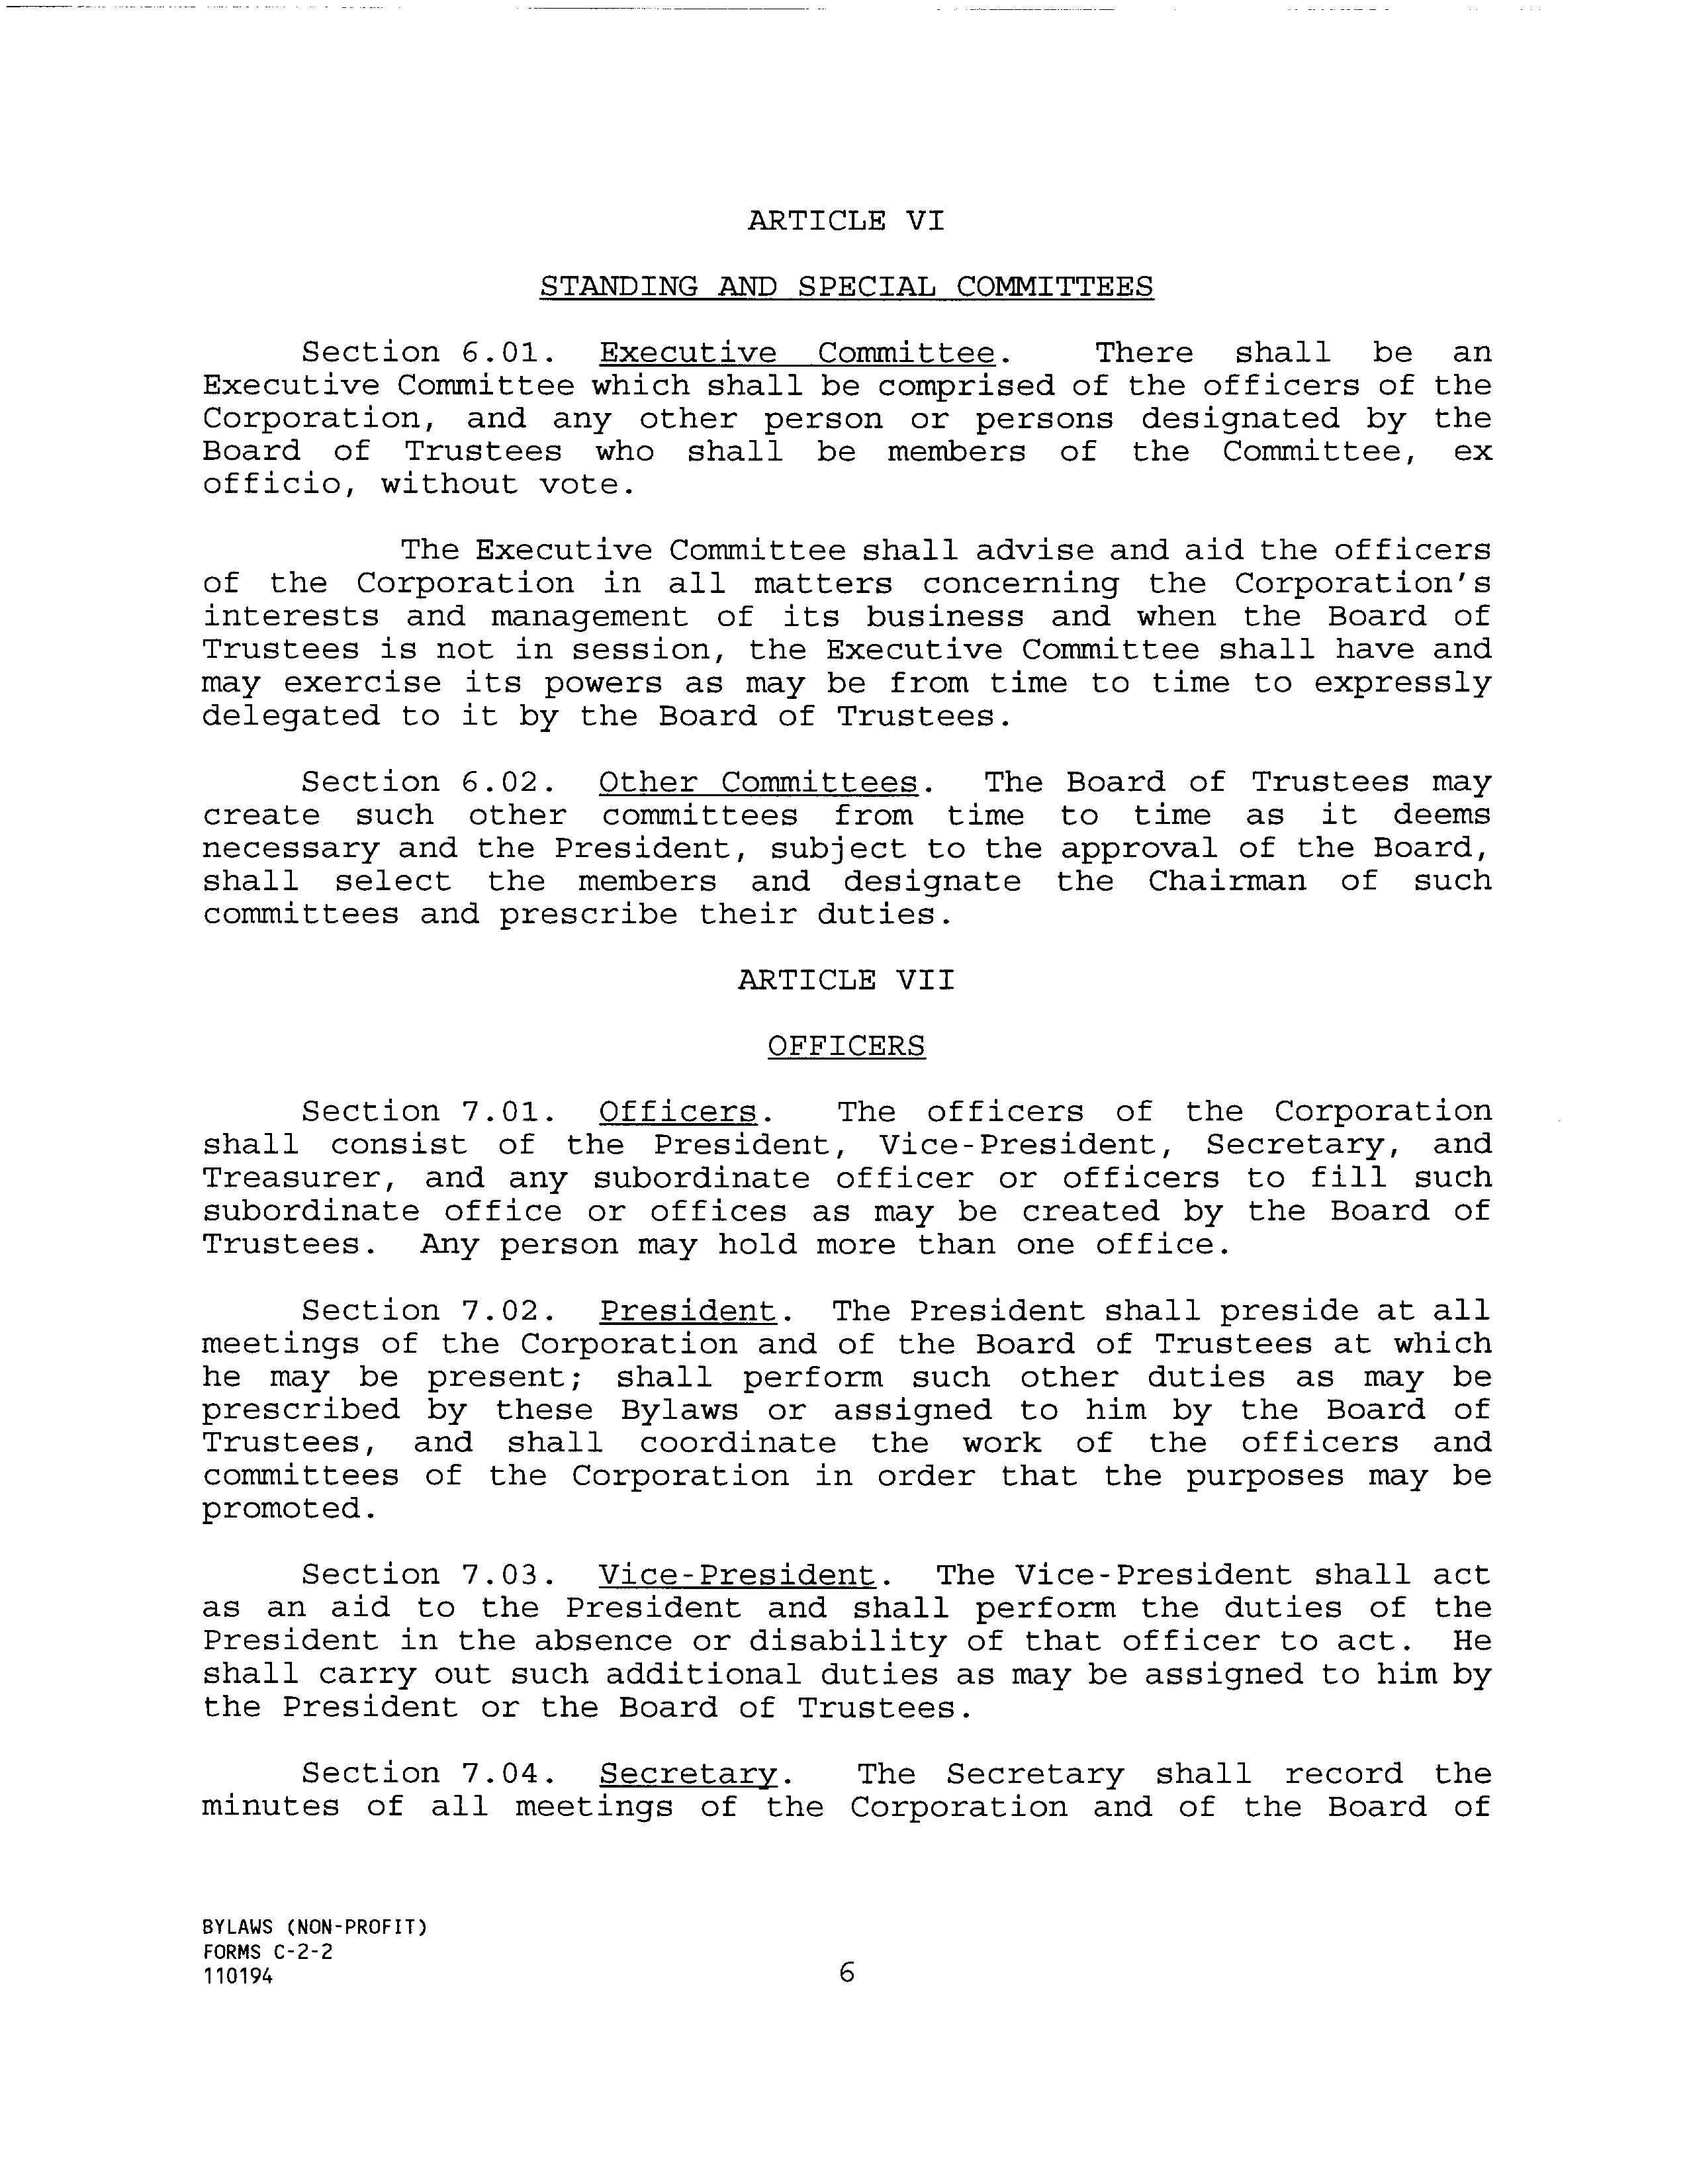 ARTICLE VI
STANDING AND SPECIAL COMMITTEES
Section 6.01. Executive Committee. There shall be an
Executive Committee which shall be comprised of the officers of the
Corporation, and any other person or persons designated by the
Board of Trustees who shall be members of the Committee, ex
officio, without vote.
The Executive Committee shall advise and aid the officers
of the Corporation in all matters concerning the Corporation's
interests and management of its business and when the Board of
Trustees is not in session, the Executive Committee shall have and
may exercise its powers as may be from time to time to expressly
delegated to it by the Board of Trustees.
Section 6.02. Other Committees. The Board of Trustees may
create such other committees from time to time as it deems
necessary and the President, subject to the approval of the Board,
shall select the members and designate the Chairman of such
committees and prescribe their duties.
ARTICLE VII
OFFICERS
Section 7.01. Officers. The officers of the Corporation
shall consist of the President, Vice-President, Secretary, and
Treasurer, and any subordinate officer or officers to fill such
subordinate office or offices as may be created by the Board of
Trustees. Any person may hold more than one office.
Section 7.02. President. The President shall preside at all
meetings of the Corporation and of the Board of Trustees at which
he may be present; shall perform such other duties as may be
prescribed by these Bylaws or assigned to him by the Board of
Trustees, and shall coordinate the work of the officers and
committees of the Corporation in order that the purposes may be
promoted.
Section 7.03. Vice-President. The Vice-President shall act
as an aid to the President and shall perform the duties of the
President in the absence or disability of that officer to act. He
shall carry out such additional duties as may be assigned to him by
the President or the Board of Trustees.
Section 7.04. Secretary. The Secretary shall record the
minutes of all meetings of the Corporation and of the Board of
BYLAWS (NON-PROFIT)
FORMS C-2-2
110194
6